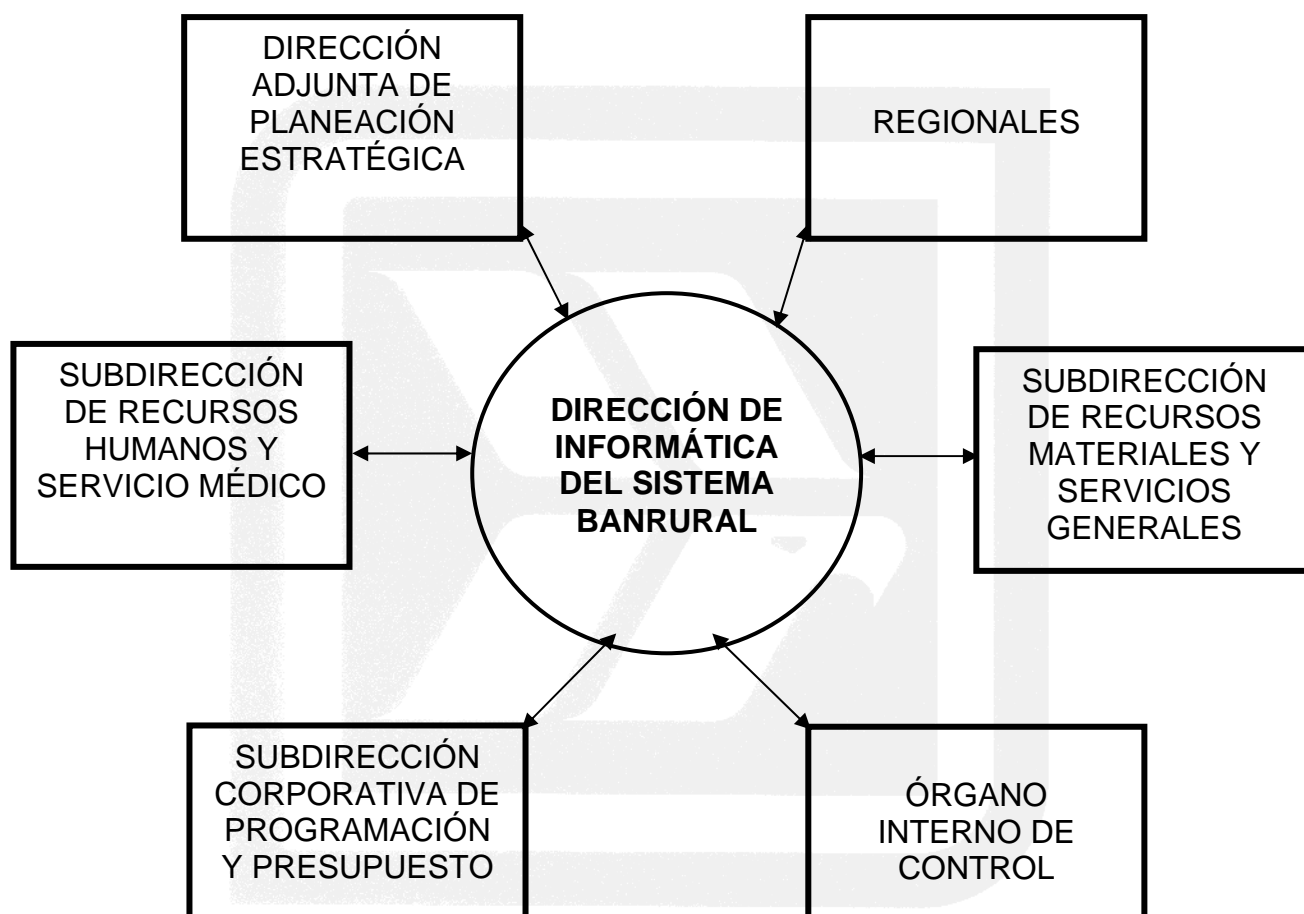 DIRECCIÓN
ADJUNTA DE
PLANEACIÓN
ESTRATÉGICA
REGIONALES
SUBDIRECCIÓN
DE RECURSOS
HUMANOS Y
SERVICIO MÉDICO
DIRECCIÓN DE
INFORMÁTICA
DEL SISTEMA
BANRURAL
SUBDIRECCIÓN
DE RECURSOS
MATERIALES Y
SERVICIOS
GENERALES
SUBDIRECCIÓN
CORPORATIVA DE
PROGRAMACIÓN
Y PRESUPUESTO
ÓRGANO
INTERNO DE
CONTROL